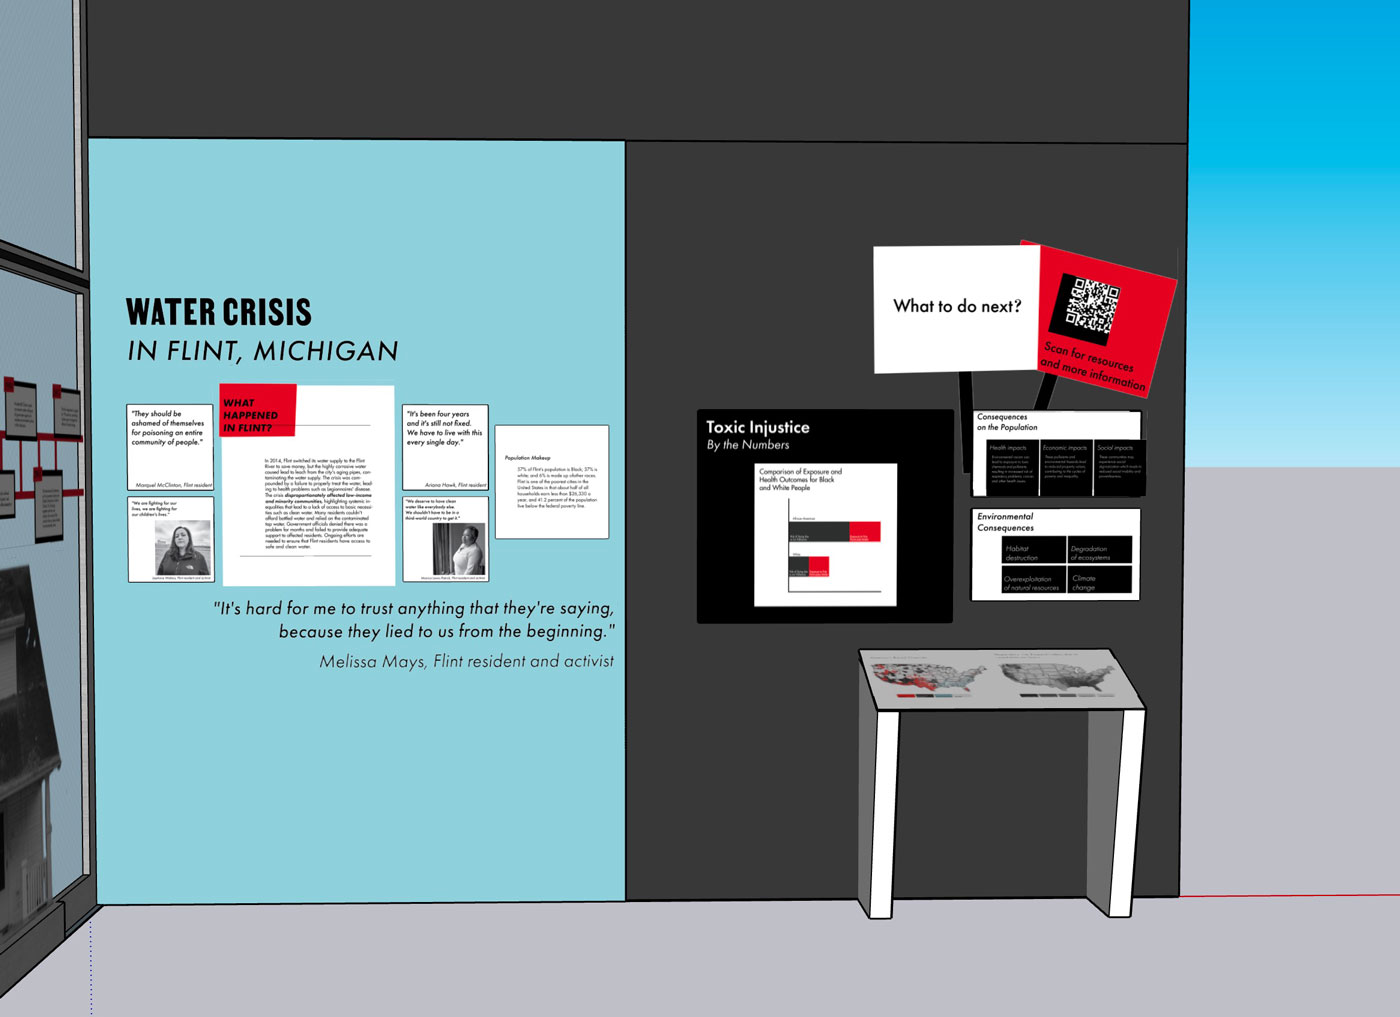 WATER CRISIS
IN FLINT, MICHIGAN
"They should be
ashamed of themselves
for poisoning an entire
community of people."
Marquel McClinton, Flint resident
"We are fighting for our
lives, we are fighting for
our children's lives."
WHAT
HAPPENED
IN FLINT?
In 2014, Flint switched its water supply to the Flint
River to save money, but the highly corrosive water
caused lead to leach from the city's aging pipes, con-
taminating the water supply. The crisis was com-
pounded by a failure to properly treat the water, lead-
ing to health problems such as legionnaires' disease.
The crisis disproportionately affected low-income
and minority communities, highlighting systemic in-
equalities that lead to a lack of access to basic necessi-
ties such as clean water. Many residents couldn't
afford bottled water and relied on the contaminated
tap water. Government officials denied there was a
problem for months and failed to provide adequate
support to affected residents. Ongoing efforts are
needed to ensure that Flint residents have access to
safe and clean water.
"It's been four years
and it's still not fixed.
We have to live with this
every single day."
Ariana Hawk, Flint resident
"We deserve to have clean
water like everybody else.
We shouldn't have to be in a
third-world country to get it."
Population Makeup
57% of Flint's population is Black, 37% is
white, and 6% is made up other races.
Flint is one of the poorest cities in the
United States in that about half of all
households earn less than $26,330 a
year, and 41.2 percent of the population
live below the federal poverty line.
"It's hard for me to trust anything that they're saying,
because they lied to us from the beginning."
Melissa Mays, Flint resident and activist
What to do next?
Scan for resources
and more information
Toxic Injustice
By the Numbers
Comparison of Exposure and
Health Outcomes for Black
and White People
Consequences
on the Population
Health impacts
Economic impacts
Social impacts
Environmental
Consequences
Habitat
destruction
Degradation
of ecosystems
Overexploitation
of natural resources
Climate
change